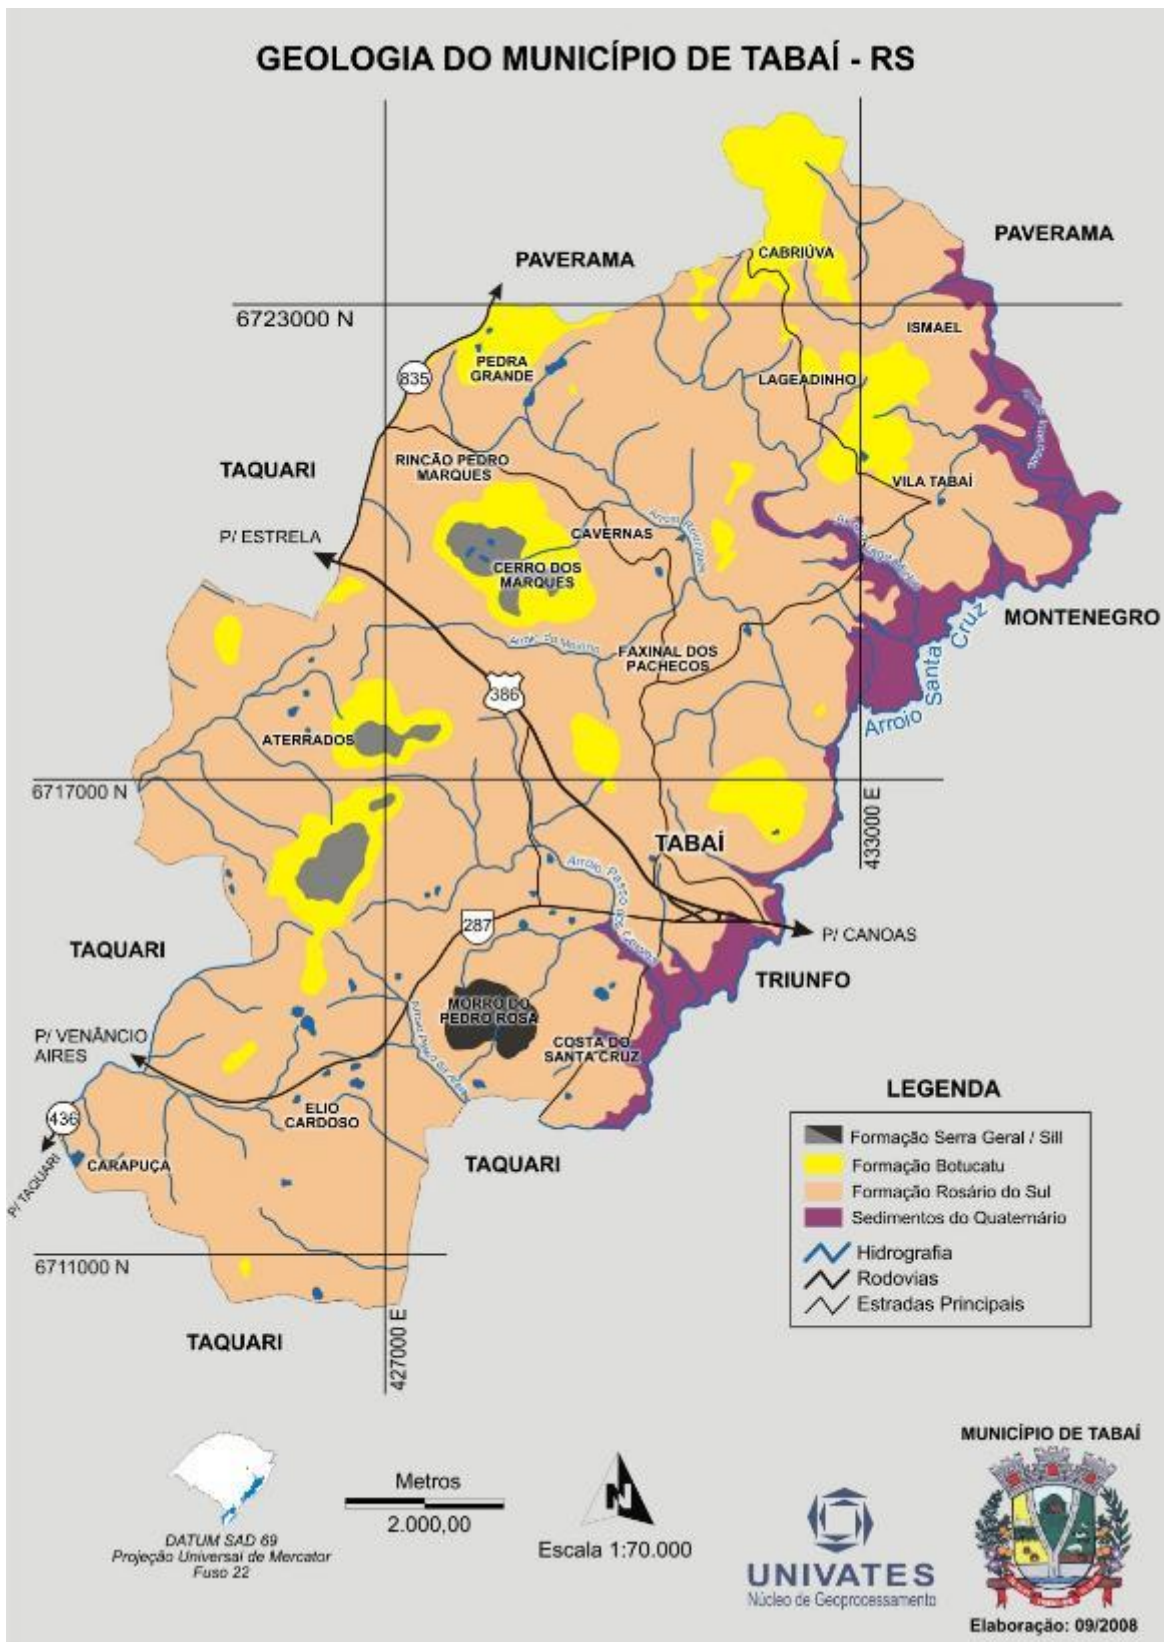 GEOLOGIA DO MUNICÍPIO DE TABAÍ - RS
PAVERAMA
CABRIÚVA
PAVERAMA
6723000 N
ISMAEL
PEDRA
GRANDE
LAGEADINHO
835
TAQUARI
RINCÃO PEDRO
MARQUES
VILA TABAÍ
P/ ESTRELA
CAVERNAS
Arroio Rodrigues
CERRO DOS
MARQUES
MONTENEGRO
Arroio Santa Cruz
FAXINAL DOS
PACHECOS
386
ATERRADOS
6717000 N
433000 E
TABAÍ
Arroio Passo dos
287
P/ CANOAS
TAQUARI
TRIUNFO
MORRO DO
PEDRO ROSA
P/ VENÂNCIO
AIRES
COSTA DO
SANTA CRUZ
436
ELIO
CARDOSO
P/ TAQUARI
CARAPUÇA
TAQUARI
6711000 N
TAQUARI
427000 E
LEGENDA
Formação Serra Geral / Sill
Formação Botucatu
Formação Rosário do Sul
Sedimentos do Quaternário
Hidrografia
Rodovias
Estradas Principais
DATUM SAD 69
Projeção Universal de Mercator
Fuso 22
Metros
2.000,00
N
Escala 1:70.000
UNIVATES
Núcleo de Geoprocessamento
MUNICÍPIO DE TABAÍ
Elaboração: 09/2008